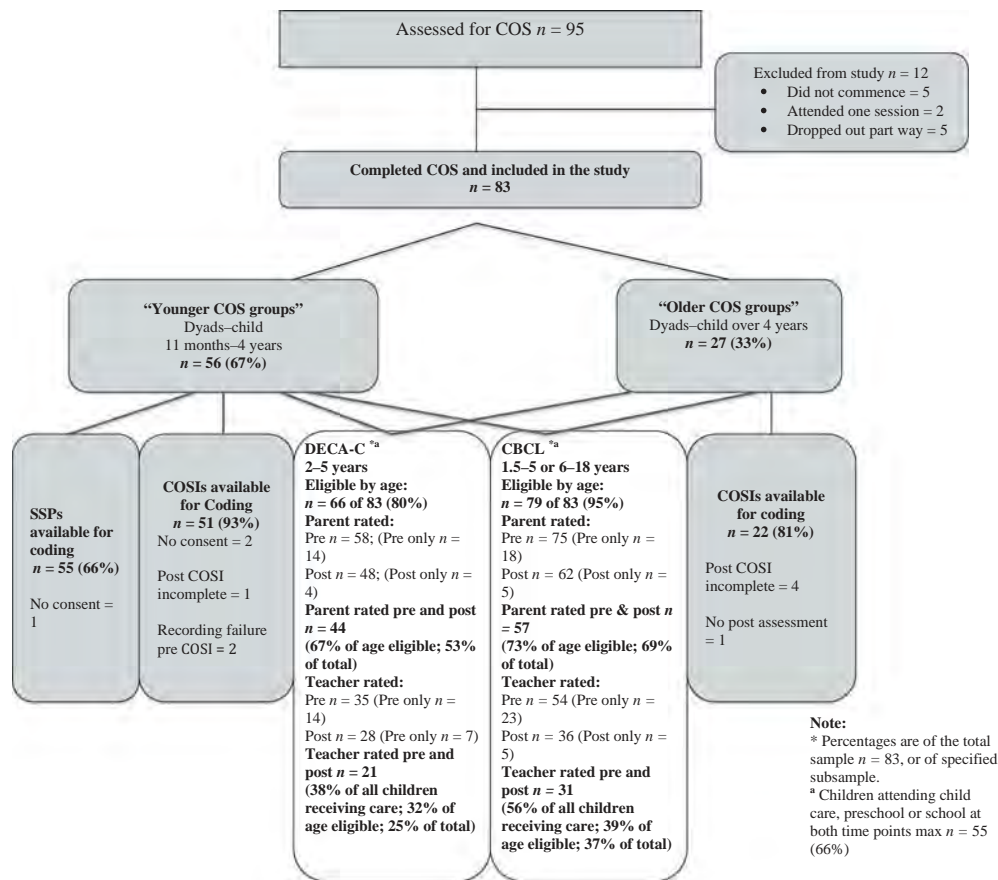 Assessed for COS n = 95
Excluded from study n = 12
• Did not commence = 5
• Attended one session = 2
• Dropped out part way = 5
Completed COS and included in the study
n = 83
“Younger COS groups”
Dyads–child
11 months–4 years
n = 56 (67%)
“Older COS groups”
Dyads–child over 4 years
n = 27 (33%)
SSPs
available for
coding
n = 55 (66%)
No consent =
1
COSIs available
for Coding
n = 51 (93%)
No consent = 2
Post COSI
incomplete = 1
Recording failure
pre COSI = 2
DECA-C *a
2–5 years
Eligible by age:
n = 66 of 83 (80%)
Parent rated:
Pre n = 58; (Pre only n =
14)
Post n = 48; (Post only n =
4)
Parent rated pre and post
n = 44
(67% of age eligible; 53%
of total)
Teacher rated:
Pre n = 35 (Pre only n =
14)
Post n = 28 (Pre only n = 7)
Teacher rated pre and
post n = 21
(38% of all children
receiving care; 32% of
age eligible; 25% of total)
CBCL *a
1.5–5 or 6–18 years
Eligible by age:
n = 79 of 83 (95%)
Parent rated:
Pre n = 75 (Pre only n =
18)
Post n = 62 (Post only n =
5)
Parent rated pre & post n
= 57
(73% of age eligible; 69%
of total)
Teacher rated:
Pre n = 54 (Pre only n =
23)
Post n = 36 (Post only n =
5)
Teacher rated pre and
post n = 31
(56% of all children
receiving care; 39% of
age eligible; 37% of total)
COSIs available
for coding
n = 22 (81%)
Post COSI
incomplete = 4
No post assessment
= 1
Note:
* Percentages are of the total
sample n = 83, or of specified
subsample.
a Children attending child
care, preschool or school at
both time points max n = 55
(66%)